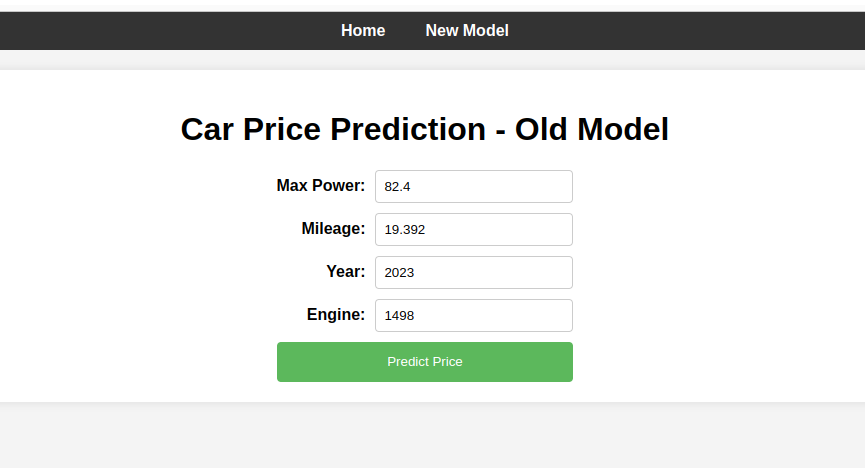 Home New Model
Car Price Prediction - Old Model
Max Power: 82.4
Mileage: 19.392
Year: 2023
Engine: 1498
Predict Price